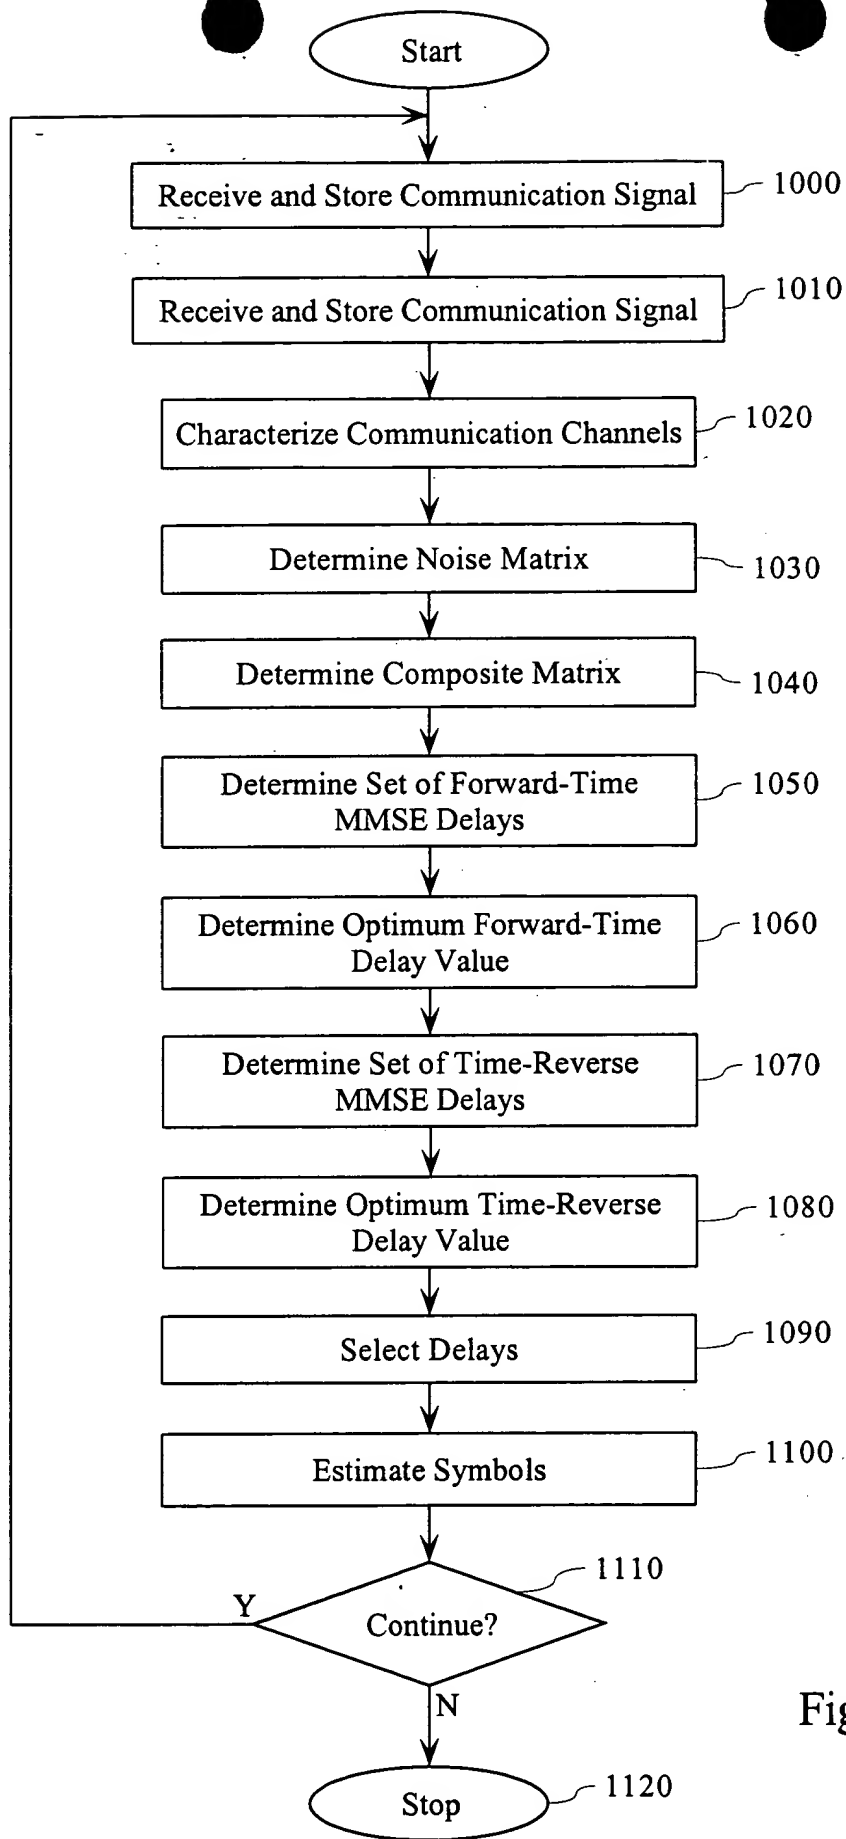 Start
Receive and Store Communication Signal 1000
Receive and Store Communication Signal 1010
Characterize Communication Channels 1020
Determine Noise Matrix 1030
Determine Composite Matrix 1040
Determine Set of Forward-Time 1050
MMSE Delays
Determine Optimum Forward-Time 1060
Delay Value
Determine Set of Time-Reverse 1070
MMSE Delays
Determine Optimum Time-Reverse 1080
Delay Value
Select Delays 1090
Estimate Symbols 1100
1110
Y
Continue?
N
Stop 1120